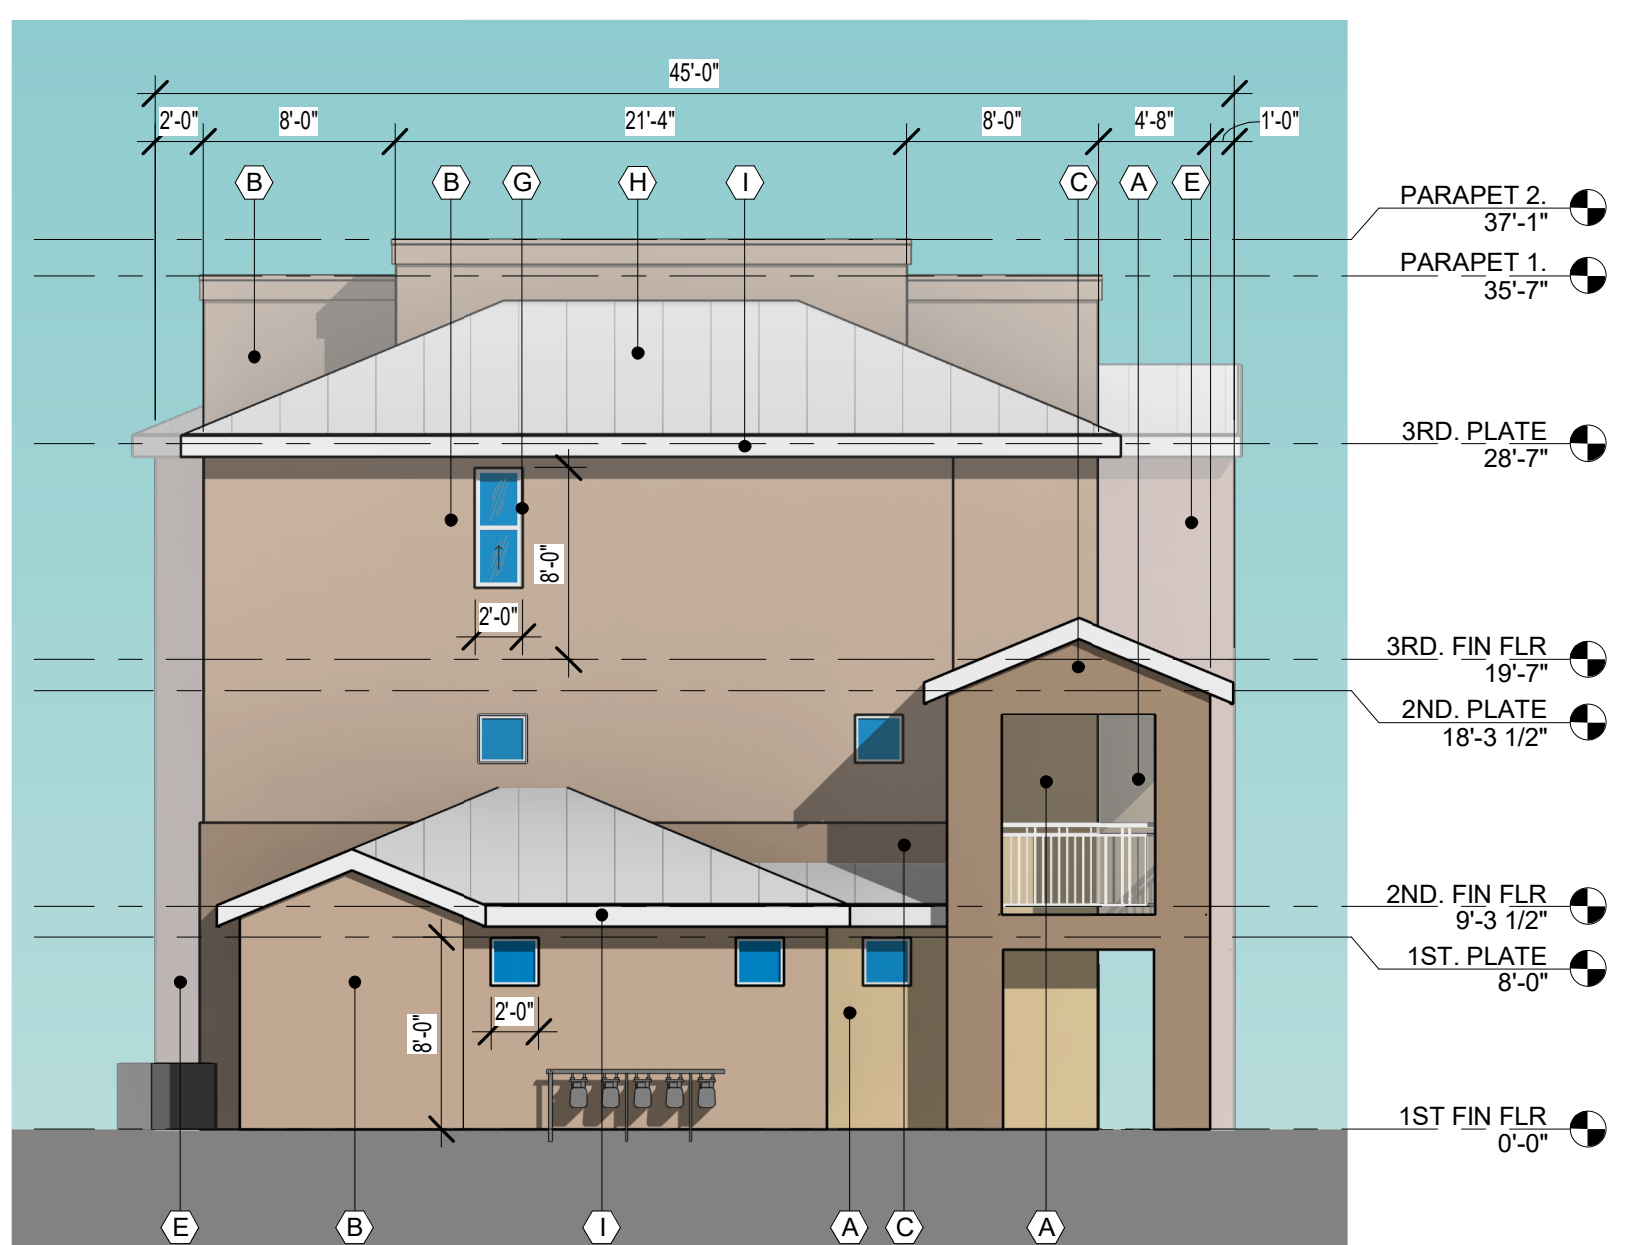 45'-0"
2'-0"
8'-0"
21'-4"
8'-0"
4'-8"
1'-0"
B
B
G
H
I
C
A
E
PARAPET 2.
37'-1"
PARAPET 1.
35'-7"
3RD. PLATE
28'-7"
8'-0"
2'-0"
3RD. FIN FLR
19'-7"
2ND. PLATE
18'-3 1/2"
2ND. FIN FLR
9'-3 1/2"
1ST. PLATE
8'-0"
2'-0"
8'-0"
1ST FIN FLR
0'-0"
E
B
I
A
C
A